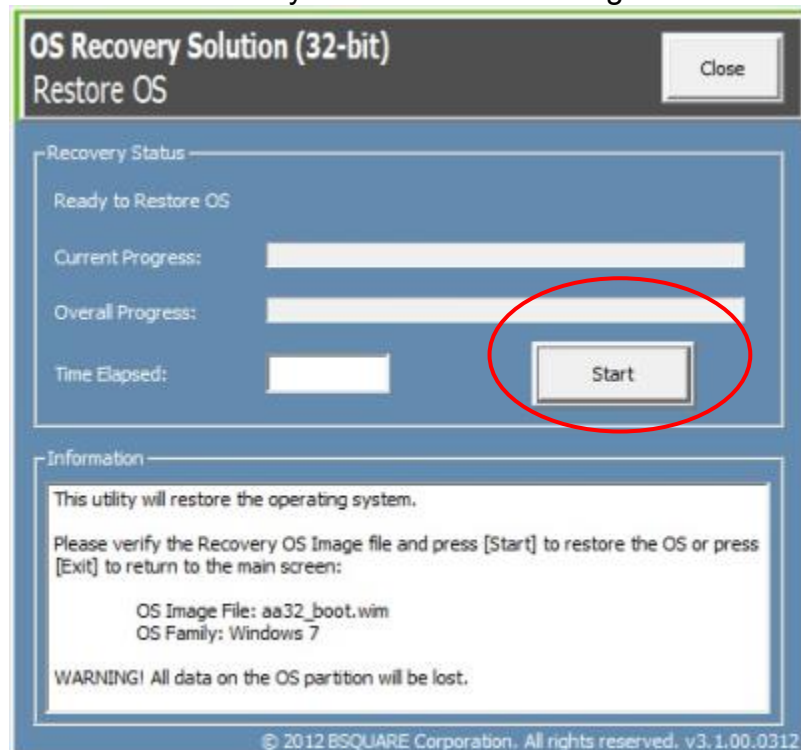 OS Recovery Solution (32-bit)
Restore OS
Close
Recovery Status
Ready to Restore OS
Current Progress:
Overall Progress:
Time Elapsed:
Start
Information
This utility will restore the operating system.
Please verify the Recovery OS Image file and press [Start] to restore the OS or press
[Exit] to return to the main screen:
OS Image File: aa32_boot.wim
OS Family: Windows 7
WARNING! All data on the OS partition will be lost.
© 2012 BSQUARE Corporation. All rights reserved. v3.1.00.0312